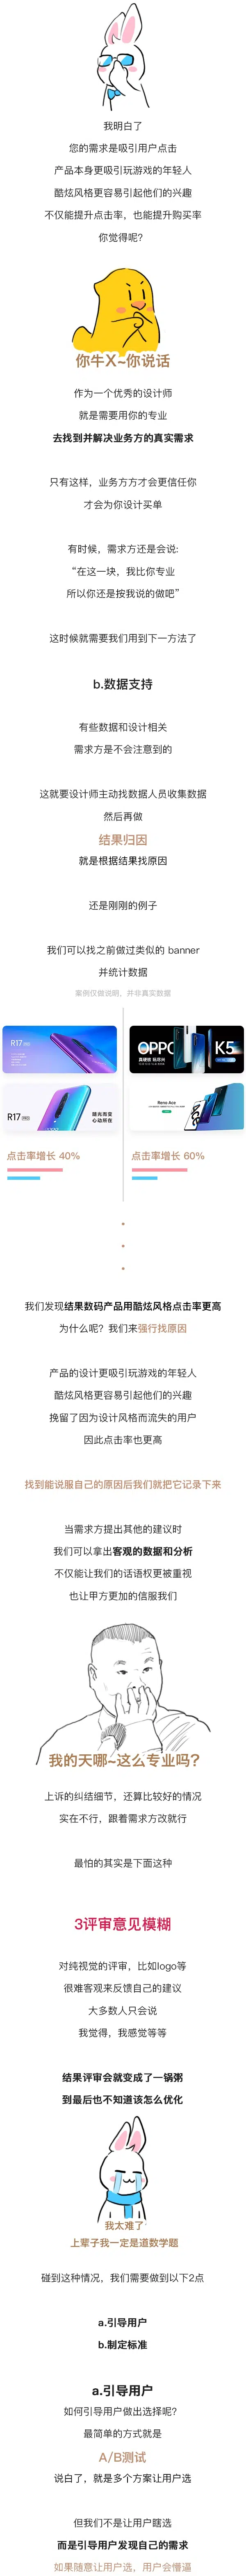 我明白了
您的需求是吸引用户点击
产品本身更吸引玩游戏的年轻人
酷炫风格更容易引起他们的兴趣
不仅能提升点击率，也能提升购买率
你觉得呢？
你牛X~你说话
作为一个优秀的设计师
就是需要用你的专业
去找到并解决业务方的真实需求
只有这样，业务方方才会更信任你
才会为你设计买单
有时候，需求方还是会说:
“在这一块，我比你专业
所以你还是按我说的做吧”
这时候就需要我们用到下一方法了
b.数据支持
有些数据和设计相关
需求方是不会注意到的
这就要设计师主动找数据人员收集数据
然后再做
结果归因
就是根据结果找原因
还是刚刚的例子
我们可以找之前做过类似的 banner
并统计数据
案例仅做说明，并非真实数据
R17
OPPO
K5
R17
Reno Ace
点击率增长 40%
点击率增长 60%
我们发现结果数码产品用酷炫风格点击率更高
为什么呢？我们来强行找原因
产品的设计更吸引玩游戏的年轻人
酷炫风格更容易引起他们的兴趣
挽留了因为设计风格而流失的用户
因此点击率也更高
找到能说服自己的原因后我们就把它记录下来
当需求方提出其他的建议时
我们可以拿出客观的数据和分析
不仅能让我们的话语权更被重视
也让甲方更加的信服我们
我的天哪~这么专业吗？
上诉的纠结细节，还算比较好的情况
实在不行，跟着需求方改就行
最怕的其实是下面这种
3评审意见模糊
对纯视觉的评审，比如logo等
很难客观来反馈自己的建议
大多数人只会说
我觉得，我感觉等等
结果评审会就变成了一锅粥
到最后也不知道该怎么优化
我太难了
上辈子我一定是道数学题
碰到这种情况，我们需要做到以下2点
a.引导用户
b.制定标准
a.引导用户
如何引导用户做出选择呢？
最简单的方式就是
A/B测试
说白了，就是多个方案让用户选
但我们不是让用户瞎选
而是引导用户发现自己的需求
如果随意让用户选，用户会懵逼